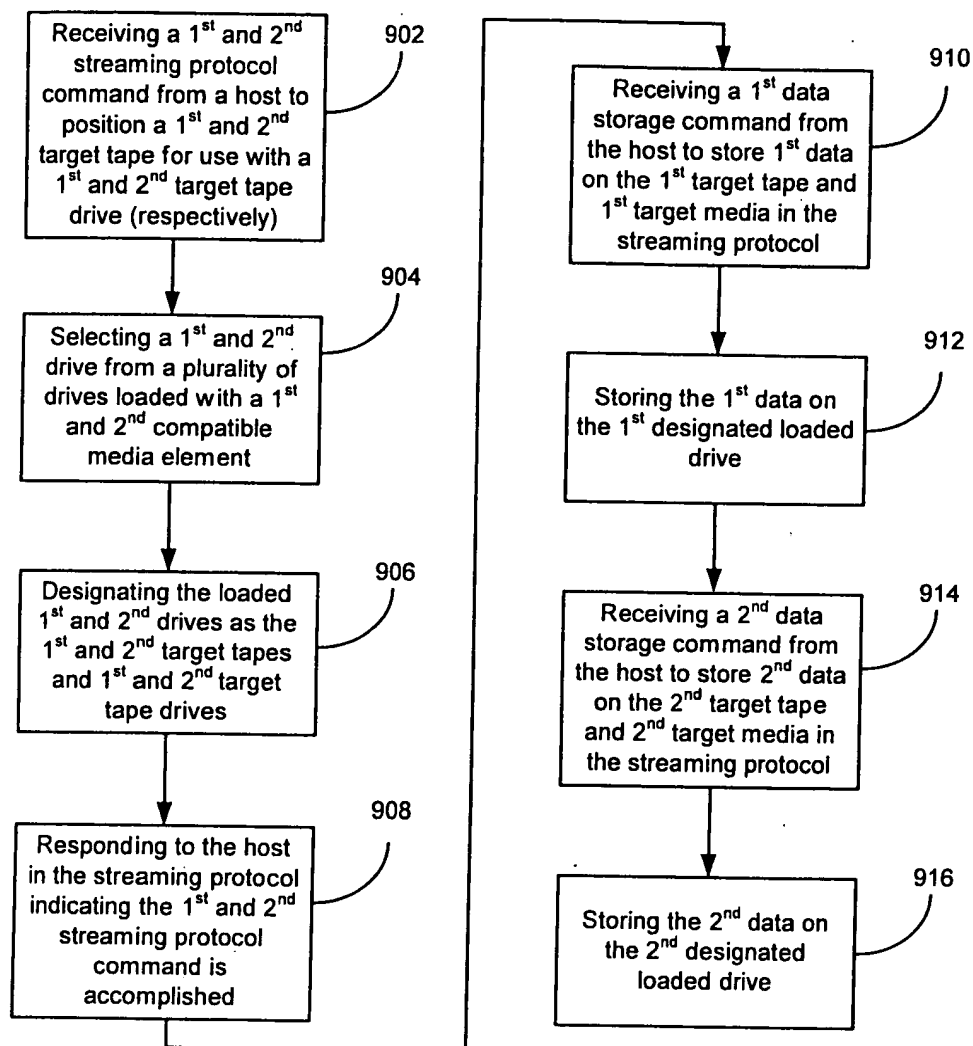 Receiving a 1st and 2nd
streaming protocol
command from a host to
position a 1st and 2nd
target tape for use with a
1st and 2nd target tape
drive (respectively)
902
Selecting a 1st and 2nd
drive from a plurality of
drives loaded with a 1st
and 2nd compatible
media element
904
Designating the loaded
1st and 2nd drives as the
1st and 2nd target tapes
and 1st and 2nd target
tape drives
906
Responding to the host
in the streaming protocol
indicating the 1st and 2nd
streaming protocol
command is
accomplished
908
Receiving a 1st data
storage command from
the host to store 1st data
on the 1st target tape and
1st target media in the
streaming protocol
910
Storing the 1st data on
the 1st designated loaded
drive
912
Receiving a 2nd data
storage command from
the host to store 2nd data
on the 2nd target tape
and 2nd target media in
the streaming protocol
914
Storing the 2nd data on
the 2nd designated
loaded drive
916